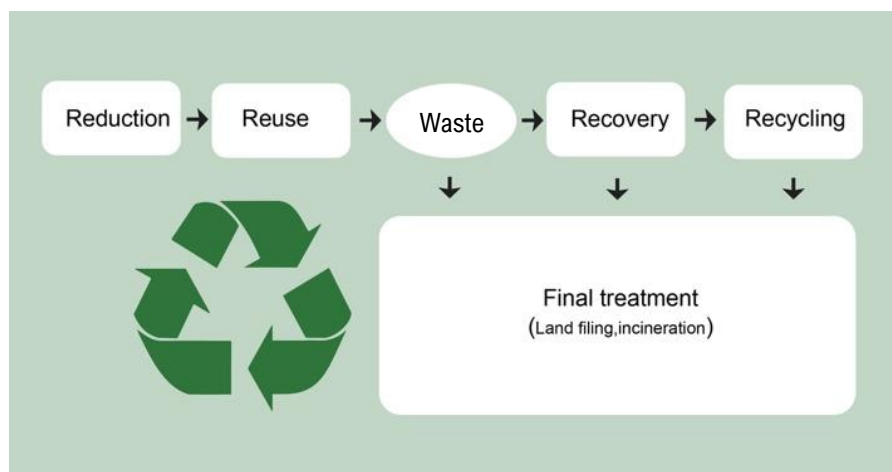 Reduction
Reuse
Waste
Recovery
Recycling
Final treatment
(Land filing,incineration)